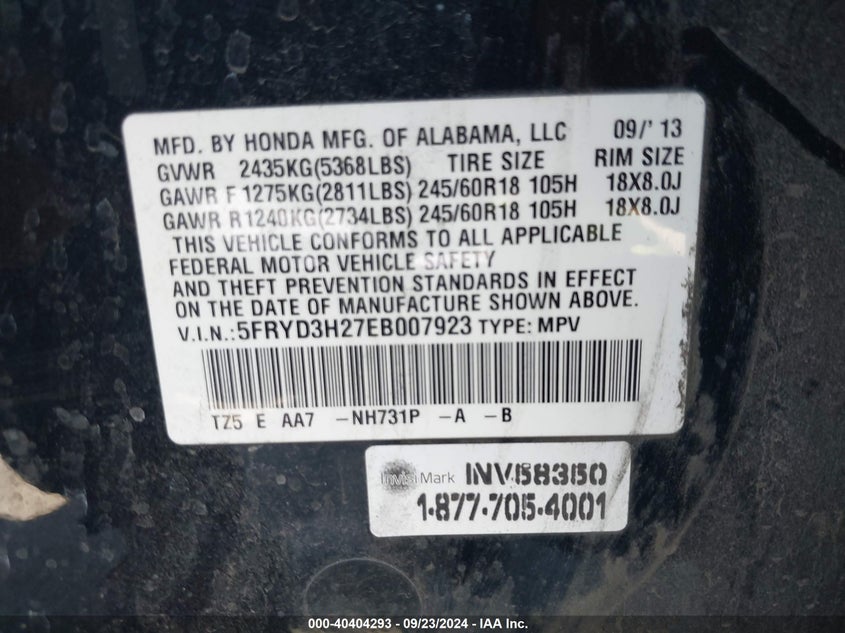 MFD. BY HONDA MFG. OF ALABAMA, LLC 09/' 13
GVWR 2435KG(5368LBS) TIRE SIZE RIM SIZE
GAWR F 1275KG(2811LBS) 245/60R18 105H 18X8.0J
GAWR R1240KG(2734LBS) 245/60R18 105H 18X8.0J
THIS VEHICLE CONFORMS TO ALL APPLICABLE
FEDERAL MOTOR VEHICLE SAFETY
AND THEFT PREVENTION STANDARDS IN EFFECT
ON THE DATE OF MANUFACTURE SHOWN ABOVE.
V.I.N.:5FRYD3H27EB007923 TYPE: MPV
TZ5 E AA7 -NH731P -A -B
InvisiMark INV58350
1-877-705-4001
000-40404293 - 09/23/2024 - IAA Inc.